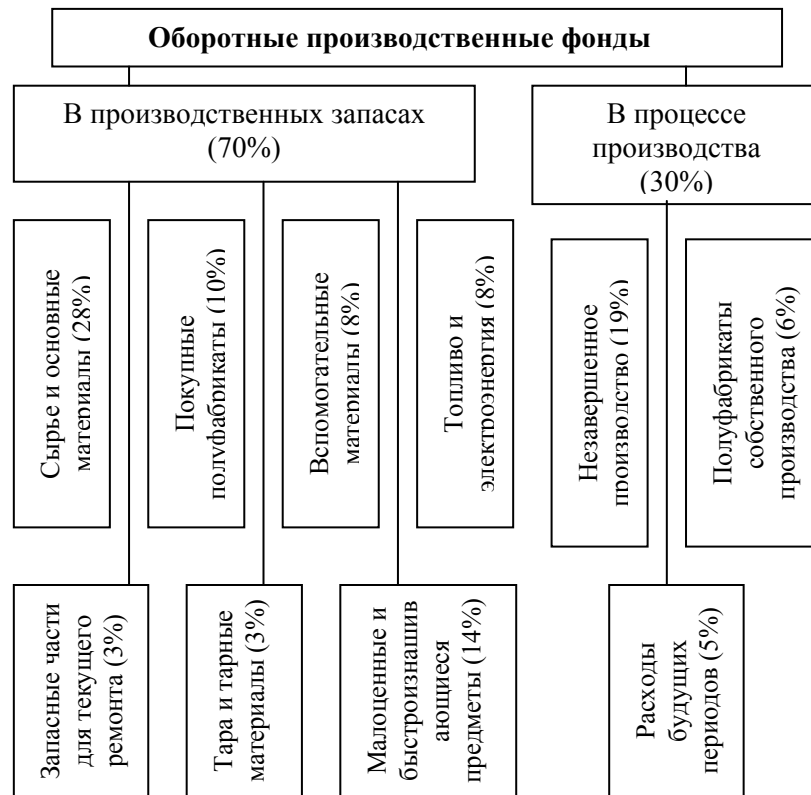 Оборотные производственные фонды
В производственных запасах
(70%)
В процессе
производства
(30%)
Сырье и основные
материалы (28%)
Покупные
полуфабрикаты (10%)
Вспомогательные
материалы (8%)
Топливо и
электроэнергия (8%)
Незавершенное
производство (19%)
Полуфабрикаты
собственного
производства (6%)
Запасные части
для текущего
ремонта (3%)
Тара и тарные
материалы (3%)
Малоценные и
быстроизнашив
ающиеся
предметы (14%)
Расходы
будущих
периодов (5%)